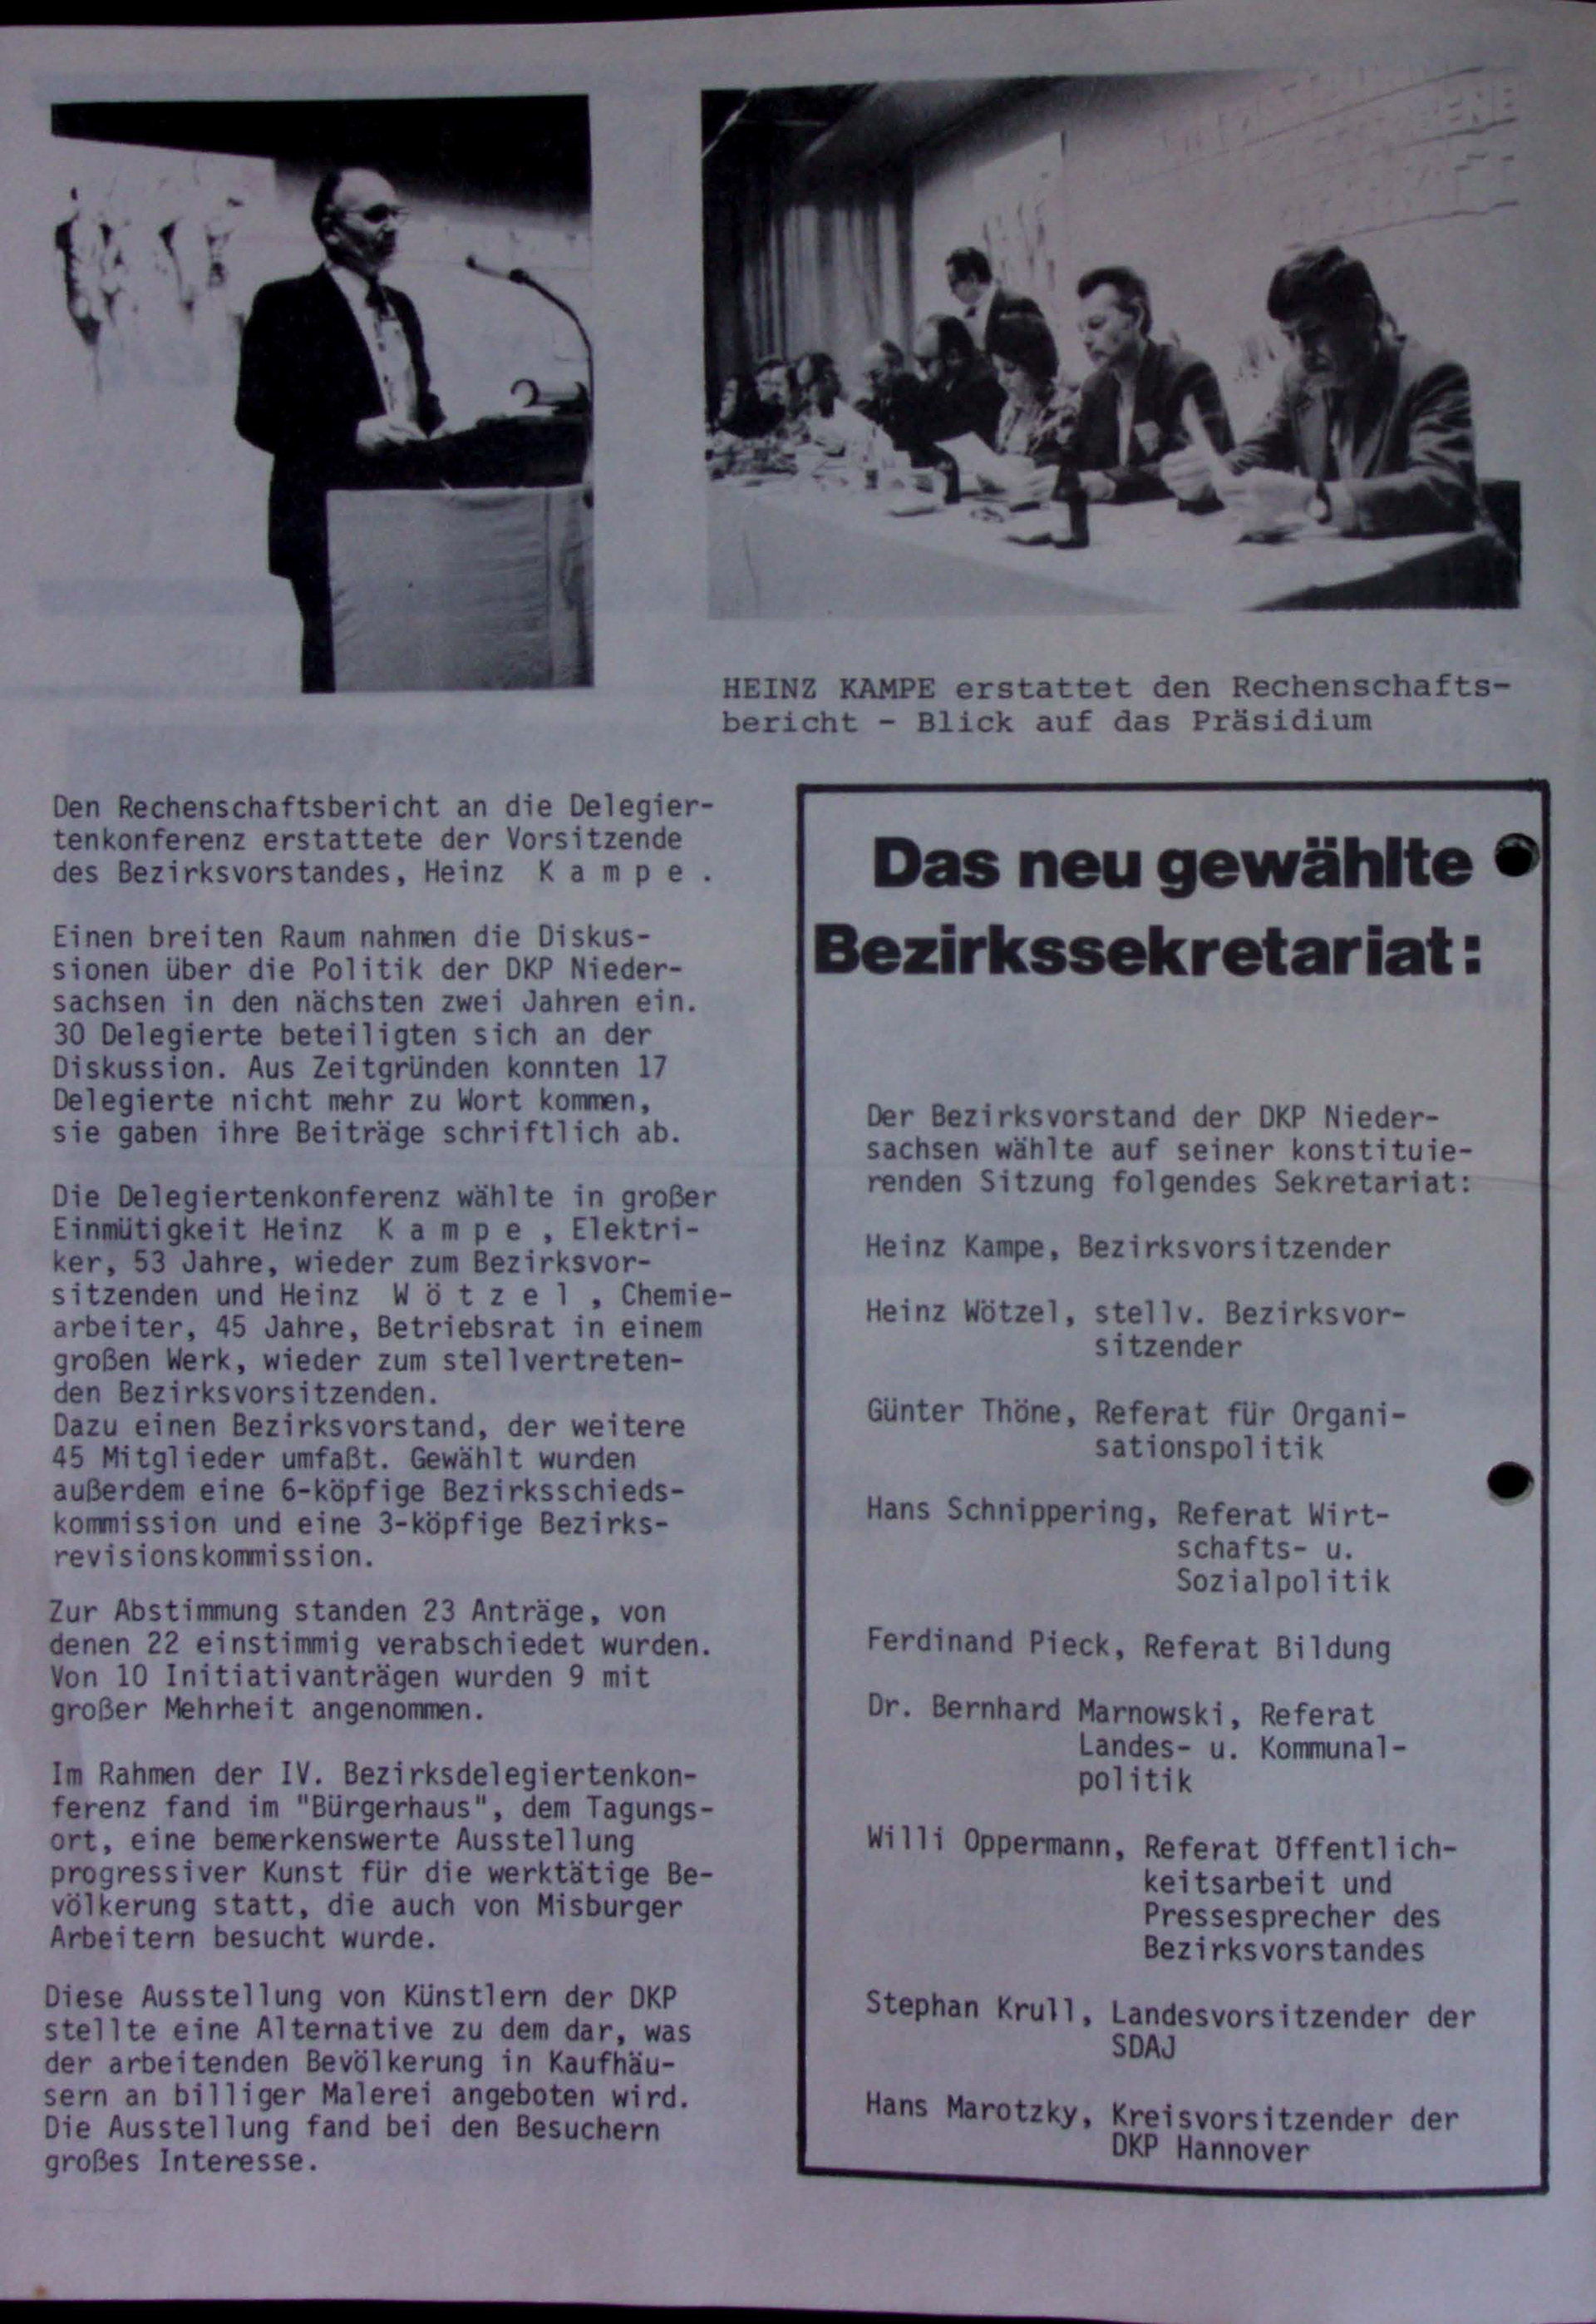 HEINZ KAMPE erstattet den Rechenschafts-
bericht - Blick auf das Präsidium
Den Rechenschaftsbericht an die Delegier-
tenkonferenz erstattete der Vorsitzende
des Bezirksvorstandes, Heinz K a m p e .
Einen breiten Raum nahmen die Diskus-
sionen über die Politik der DKP Nieder-
sachsen in den nächsten zwei Jahren ein.
30 Delegierte beteiligten sich an der
Diskussion. Aus Zeitgründen konnten 17
Delegierte nicht mehr zu Wort kommen,
sie gaben ihre Beiträge schriftlich ab.
Die Delegiertenkonferenz wählte in großer
Einmütigkeit Heinz K a m p e , Elektri-
ker, 53 Jahre, wieder zum Bezirksvor-
sitzenden und Heinz W ö t z e l , Chemie-
arbeiter, 45 Jahre, Betriebsrat in einem
großen Werk, wieder zum stellvertreten-
den Bezirksvorsitzenden.
Dazu einen Bezirksvorstand, der weitere
45 Mitglieder umfaßt. Gewählt wurden
außerdem eine 6-köpfige Bezirksschieds-
kommission und eine 3-köpfige Bezirks-
revisionskommission.
Zur Abstimmung standen 23 Anträge, von
denen 22 einstimmig verabschiedet wurden.
Von 10 Initiativanträgen wurden 9 mit
großer Mehrheit angenommen.
Im Rahmen der IV. Bezirksdelegiertenkon-
ferenz fand im "Bürgerhaus", dem Tagungs-
ort, eine bemerkenswerte Ausstellung
progressiver Kunst für die werktätige Be-
völkerung statt, die auch von Misburger
Arbeitern besucht wurde.
Diese Ausstellung von Künstlern der DKP
stellte eine Alternative zu dem dar, was
der arbeitenden Bevölkerung in Kaufhäu-
sern an billiger Malerei angeboten wird.
Die Ausstellung fand bei den Besuchern
großes Interesse.
Das neu gewählte
Bezirkssekretariat:
Der Bezirksvorstand der DKP Nieder-
sachsen wählte auf seiner konstituie-
renden Sitzung folgendes Sekretariat:
Heinz Kampe, Bezirksvorsitzender
Heinz Wötzel, stellv. Bezirksvor-
sitzender
Günter Thöne, Referat für Organi-
sationspolitik
Hans Schnippering, Referat Wirt-
schafts- u.
Sozialpolitik
Ferdinand Pieck, Referat Bildung
Dr. Bernhard Marnowski, Referat
Landes- u. Kommunal-
politik
Willi Oppermann, Referat Öffentlich-
keitsarbeit und
Pressesprecher des
Bezirksvorstandes
Stephan Krull, Landesvorsitzender der
SDAJ
Hans Marotzky, Kreisvorsitzender der
DKP Hannover